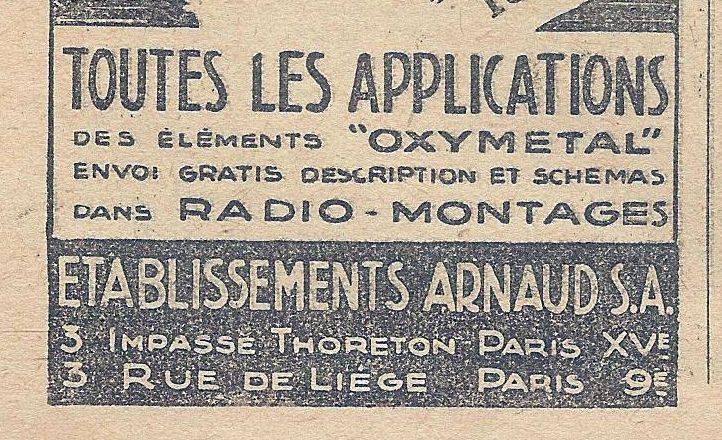 TOUTES LES APPLICATIONS
DES ÉLÉMENTS "OXYMETAL"
ENVOI GRATIS DESCRIPTION ET SCHEMAS
DANS RADIO-MONTAGES
ETABLISSEMENTS ARNAUD S.A.
3 IMPASSE THORETON PARIS XVE
3 RUE DE LIÉGE PARIS 9E